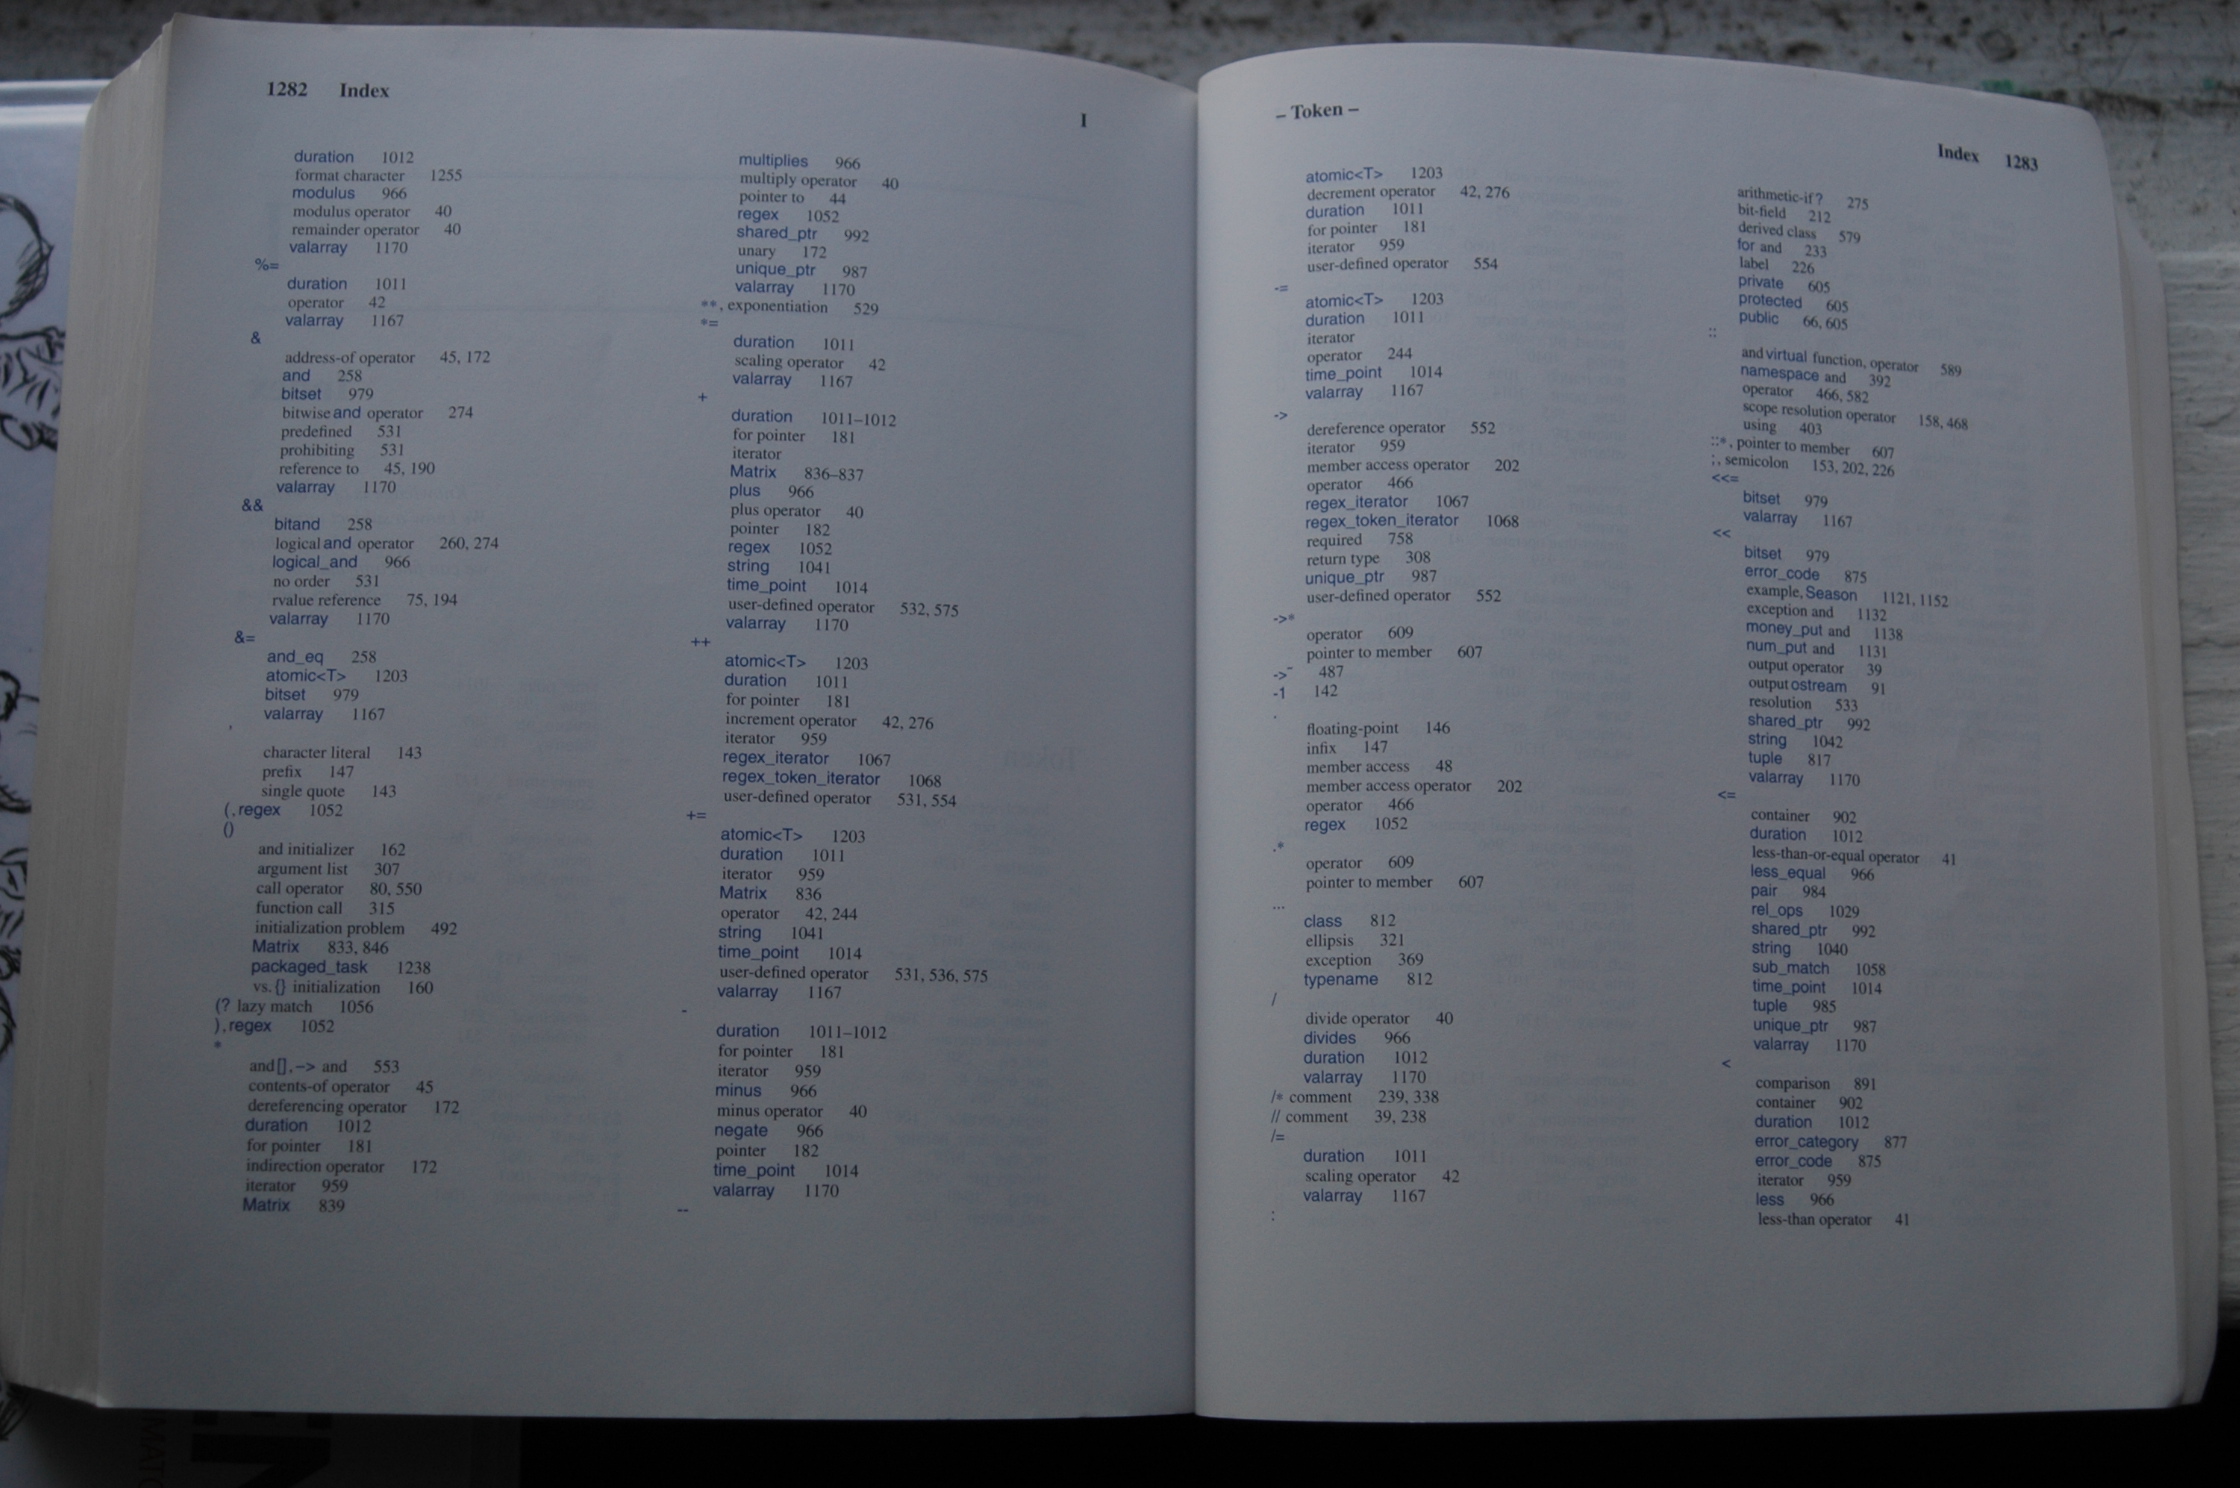 1282 Index
I
duration 1012
format character 1255
modulus 966
modulus operator 40
remainder operator 40
valarray 1170
%=
duration 1011
operator 42
valarray 1167
&
address-of operator 45, 172
and 258
bitset 979
bitwise and operator 274
predefined 531
prohibiting 531
reference to 45, 190
valarray 1170
&&
bitand 258
logical and operator 260, 274
logical_and 966
no order 531
rvalue reference 75, 194
valarray 1170
&=
and_eq 258
atomic<T> 1203
bitset 979
valarray 1167
'
character literal 143
prefix 147
single quote 143
(, regex 1052
()
and initializer 162
argument list 307
call operator 80, 550
function call 315
initialization problem 492
Matrix 833, 846
packaged_task 1238
vs. {} initialization 160
(? lazy match 1056
), regex 1052
*
and [], -> and 553
contents-of operator 45
dereferencing operator 172
duration 1012
for pointer 181
indirection operator 172
iterator 959
Matrix 839
multiplies 966
multiply operator 40
pointer to 44
regex 1052
shared_ptr 992
unary 172
unique_ptr 987
valarray 1170
**, exponentiation 529
*=
duration 1011
scaling operator 42
valarray 1167
+
duration 1011–1012
for pointer 181
iterator
Matrix 836–837
plus 966
plus operator 40
pointer 182
regex 1052
string 1041
time_point 1014
user-defined operator 532, 575
valarray 1170
++
atomic<T> 1203
duration 1011
for pointer 181
increment operator 42, 276
iterator 959
regex_iterator 1067
regex_token_iterator 1068
user-defined operator 531, 554
+=
atomic<T> 1203
duration 1011
iterator 959
Matrix 836
operator 42, 244
string 1041
time_point 1014
user-defined operator 531, 536, 575
valarray 1167
-
duration 1011–1012
for pointer 181
iterator 959
minus 966
minus operator 40
negate 966
pointer 182
time_point 1014
valarray 1170
--
– Token –
Index 1283
atomic<T> 1203
decrement operator 42, 276
duration 1011
for pointer 181
iterator 959
user-defined operator 554
-=
atomic<T> 1203
duration 1011
iterator
operator 244
time_point 1014
valarray 1167
->
dereference operator 552
iterator 959
member access operator 202
operator 466
regex_iterator 1067
regex_token_iterator 1068
required 758
return type 308
unique_ptr 987
user-defined operator 552
->*
operator 609
pointer to member 607
->~ 487
-1 142
.
floating-point 146
infix 147
member access 48
member access operator 202
operator 466
regex 1052
.*
operator 609
pointer to member 607
...
class 812
ellipsis 321
exception 369
typename 812
/
divide operator 40
divides 966
duration 1012
valarray 1170
/* comment 239, 338
// comment 39, 238
/=
duration 1011
scaling operator 42
valarray 1167
:
arithmetic-if ? 275
bit-field 212
derived class 579
for and 233
label 226
private 605
protected 605
public 66, 605
::
and virtual function, operator 589
namespace and 392
operator 466, 582
scope resolution operator 158, 468
using 403
::*, pointer to member 607
;, semicolon 153, 202, 226
<<=
bitset 979
valarray 1167
<<
bitset 979
error_code 875
example, Season 1121, 1152
exception and 1132
money_put and 1138
num_put and 1131
output operator 39
output ostream 91
resolution 533
shared_ptr 992
string 1042
tuple 817
valarray 1170
<=
container 902
duration 1012
less-than-or-equal operator 41
less_equal 966
pair 984
rel_ops 1029
shared_ptr 992
string 1040
sub_match 1058
time_point 1014
tuple 985
unique_ptr 987
valarray 1170
<
comparison 891
container 902
duration 1012
error_category 877
error_code 875
iterator 959
less 966
less-than operator 41